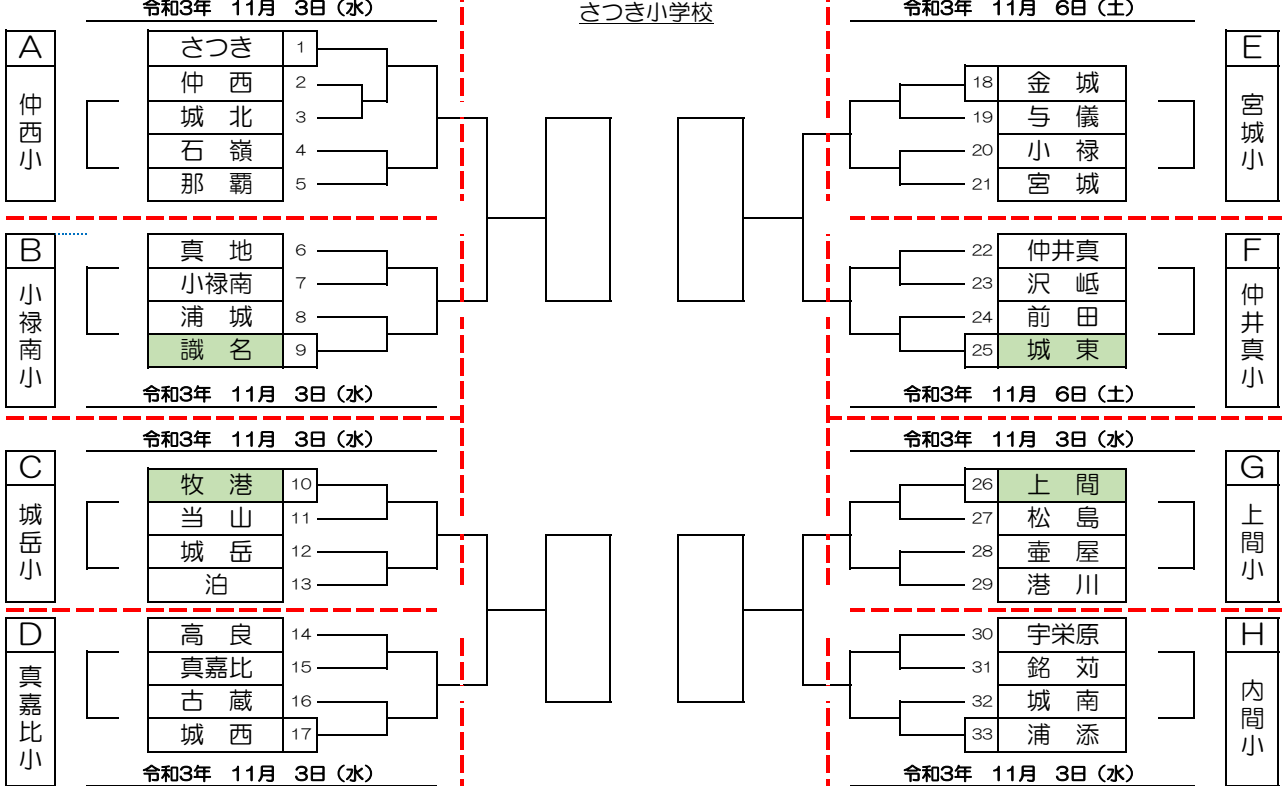 令和3年 11月 3日（水）
さつき小学校
令和3年 11月 6日（土）
A
仲西小
さつき 1
仲 西 2
城 北 3
石 嶺 4
那 覇 5
E
宮城小
18 金 城
19 与 儀
20 小 禄
21 宮 城
B
小禄南小
真 地 6
小禄南 7
浦 城 8
識 名 9
令和3年 11月 3日（水）
F
仲井真小
22 仲井真
23 沢 岻
24 前 田
25 城 東
令和3年 11月 6日（土）
令和3年 11月 3日（水）
C
城岳小
牧 港 10
当 山 11
城 岳 12
泊 13
令和3年 11月 3日（水）
G
上間小
26 上 間
27 松 島
28 壷 屋
29 港 川
D
真嘉比小
高 良 14
真嘉比 15
古 蔵 16
城 西 17
令和3年 11月 3日（水）
H
内間小
30 宇栄原
31 銘 苅
32 城 南
33 浦 添
令和3年 11月 3日（水）